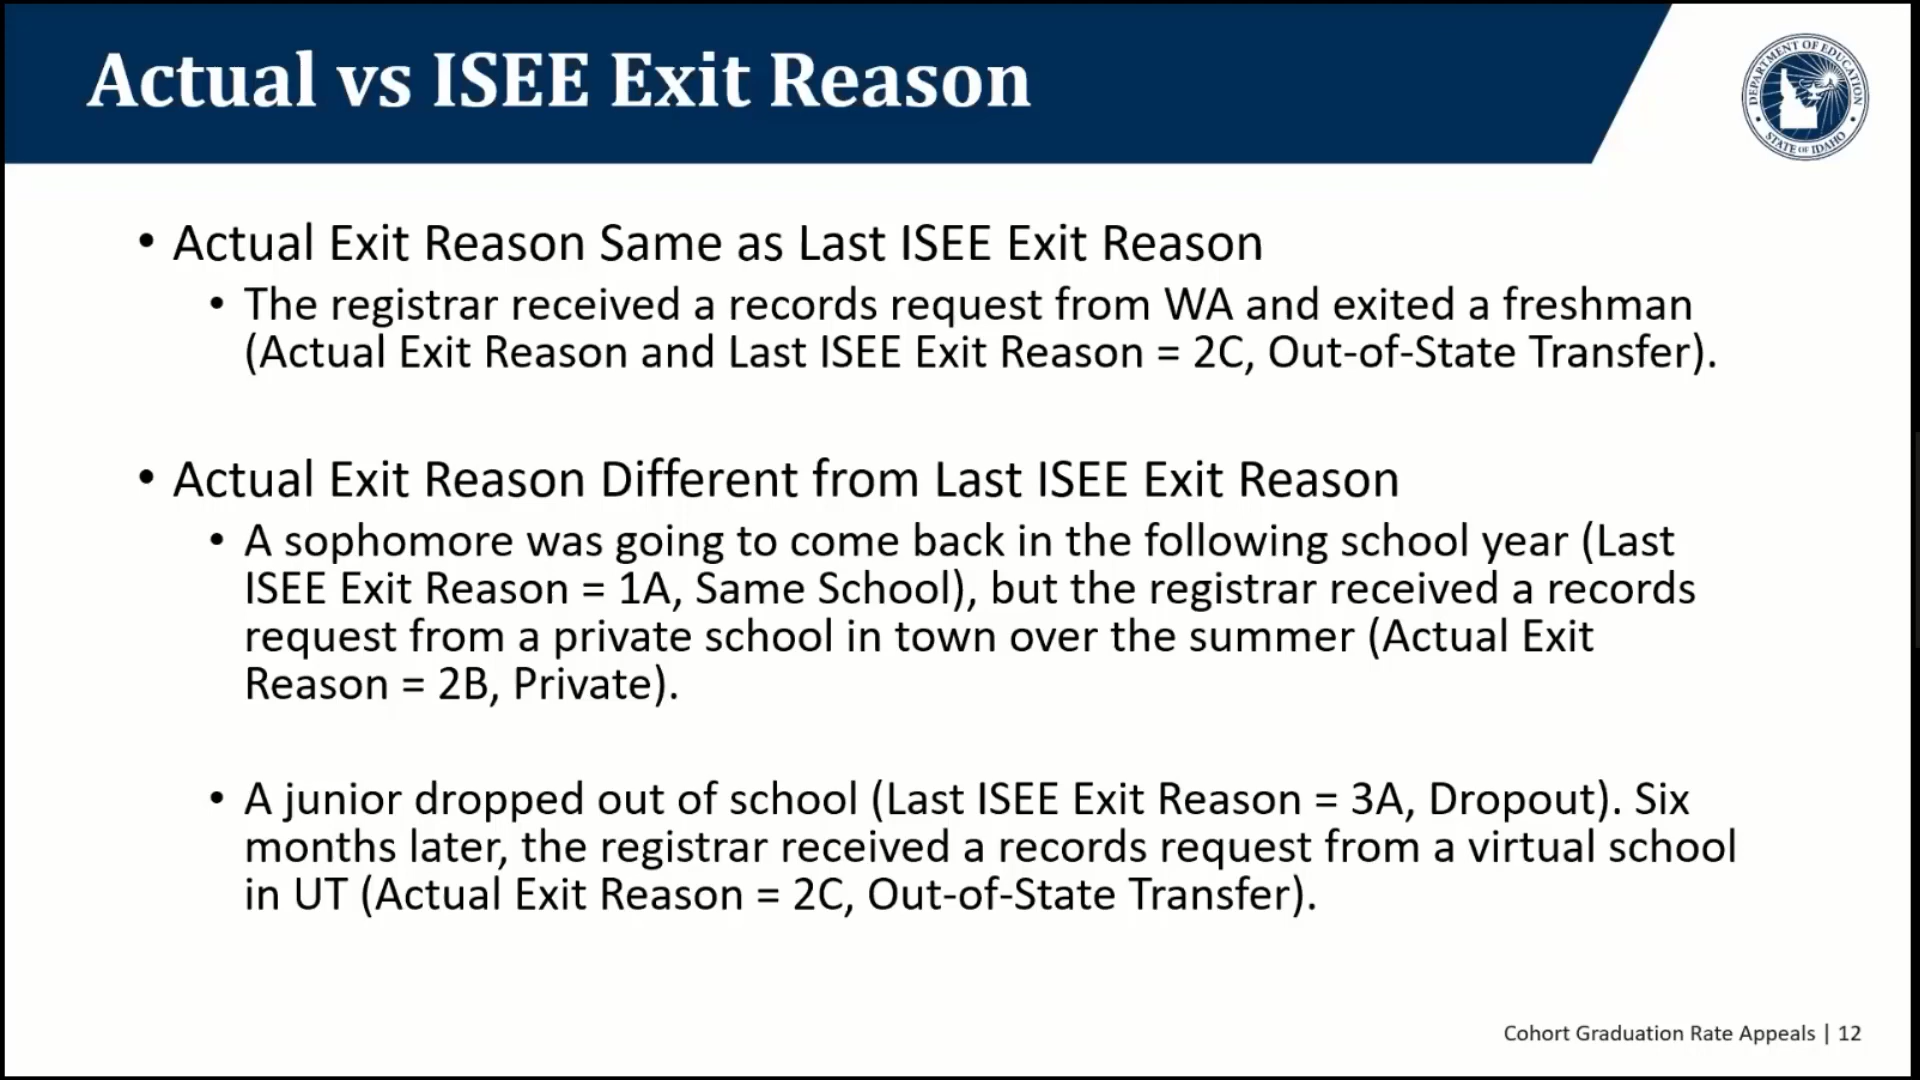 Actual vs ISEE Exit Reason
DEPARTMENT OF EDUCATION
STATE OF IDAHO
• Actual Exit Reason Same as Last ISEE Exit Reason
• The registrar received a records request from WA and exited a freshman
(Actual Exit Reason and Last ISEE Exit Reason = 2C, Out-of-State Transfer).
• Actual Exit Reason Different from Last ISEE Exit Reason
• A sophomore was going to come back in the following school year (Last
ISEE Exit Reason = 1A, Same School), but the registrar received a records
request from a private school in town over the summer (Actual Exit
Reason = 2B, Private).
• A junior dropped out of school (Last ISEE Exit Reason = 3A, Dropout). Six
months later, the registrar received a records request from a virtual school
in UT (Actual Exit Reason = 2C, Out-of-State Transfer).
Cohort Graduation Rate Appeals | 12